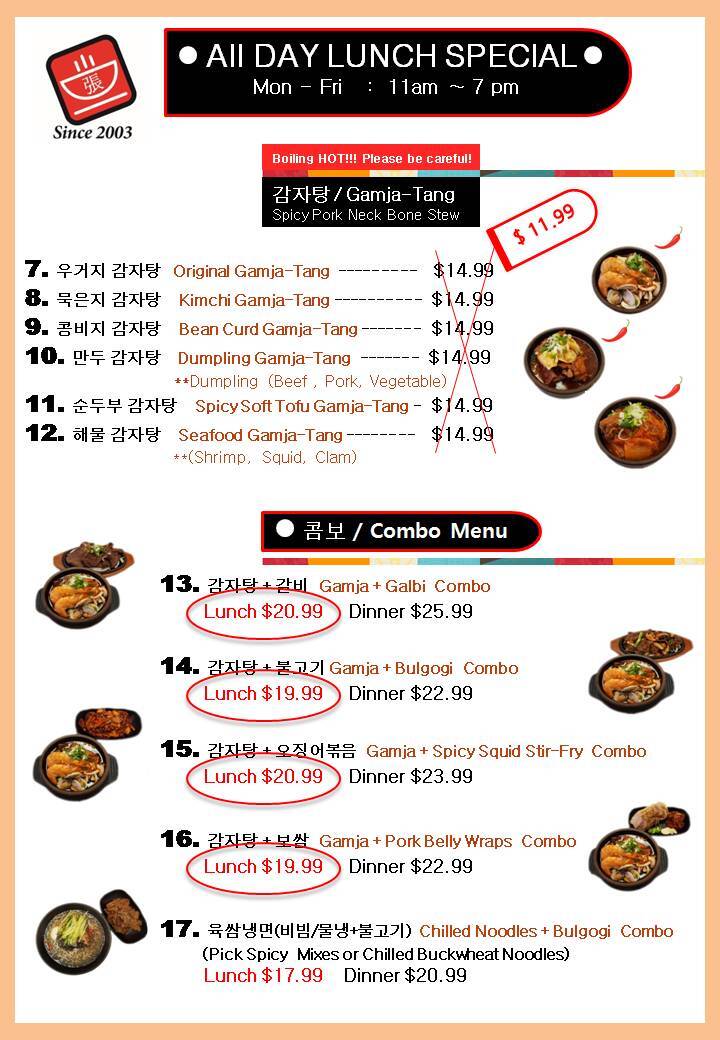 張
Since 2003
● All DAY LUNCH SPECIAL ●
Mon - Fri : 11am ~ 7 pm
Boiling HOT!!! Please be careful!
감자탕 / Gamja-Tang
Spicy Pork Neck Bone Stew
$ 11.99
7. 우거지 감자탕 Original Gamja-Tang --------- $14.99
8. 묵은지 감자탕 Kimchi Gamja-Tang ---------- $14.99
9. 콩비지 감자탕 Bean Curd Gamja-Tang ------- $14.99
10. 만두 감자탕 Dumpling Gamja-Tang ------- $14.99
**Dumpling (Beef , Pork, Vegetable)
11. 순두부 감자탕 Spicy Soft Tofu Gamja-Tang - $14.99
12. 해물 감자탕 Seafood Gamja-Tang -------- $14.99
**(Shrimp, Squid, Clam)
● 콤보 / Combo Menu
13. 감자탕 + 갈비 Gamja + Galbi Combo
Lunch $20.99 Dinner $25.99
14. 감자탕 + 불고기 Gamja + Bulgogi Combo
Lunch $19.99 Dinner $22.99
15. 감자탕 + 오징어볶음 Gamja + Spicy Squid Stir-Fry Combo
Lunch $20.99 Dinner $23.99
16. 감자탕 + 보쌈 Gamja + Pork Belly Wraps Combo
Lunch $19.99 Dinner $22.99
17. 육쌈냉면(비빔/물냉+불고기) Chilled Noodles + Bulgogi Combo
(Pick Spicy Mixes or Chilled Buckwheat Noodles)
Lunch $17.99 Dinner $20.99